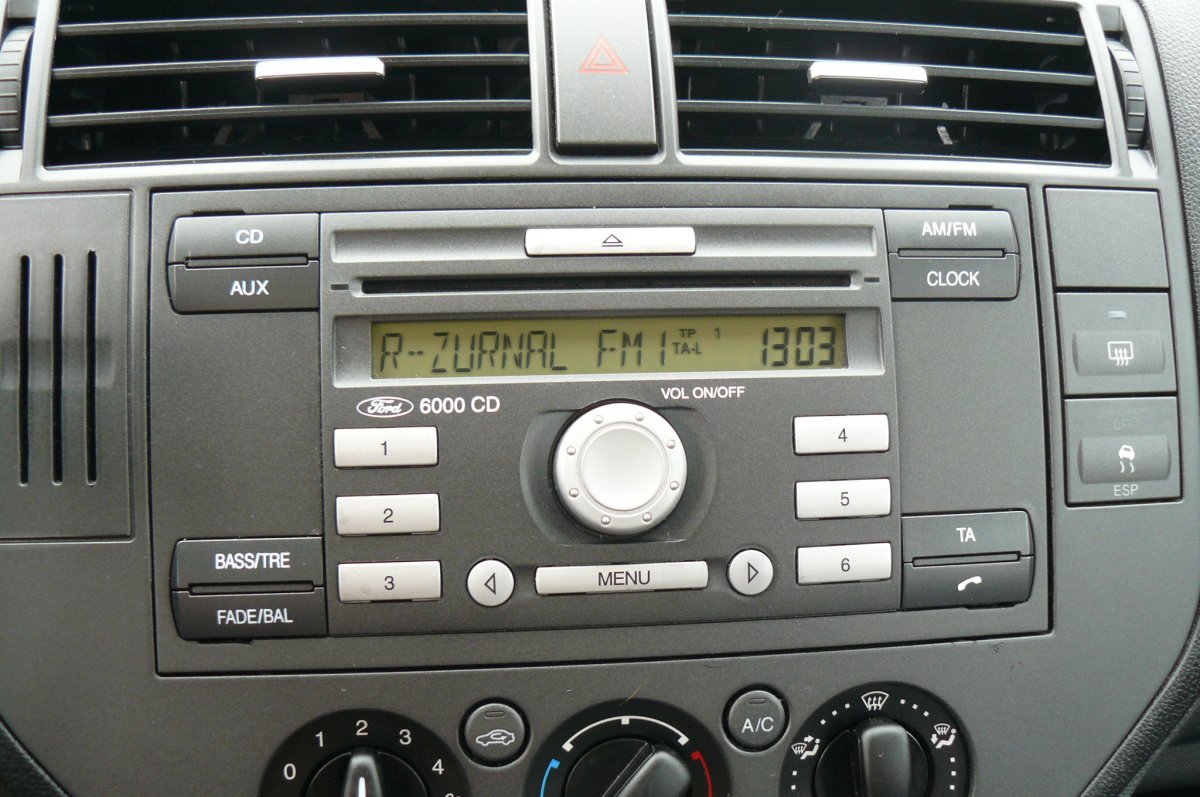 CD
AUX
AM/FM
CLOCK
R-ZURNAL FM1 TP 1 1303
TA-L
Ford 6000 CD
VOL ON/OFF
1
2
3
4
5
6
BASS/TRE
FADE/BAL
MENU
TA
OFF
ESP
0 1 2 3 4
A/C